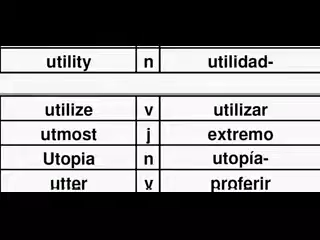 utility n utilidad-
utilize v utilizar
utmost j extremo
Utopia n utopía-
utter v proferir